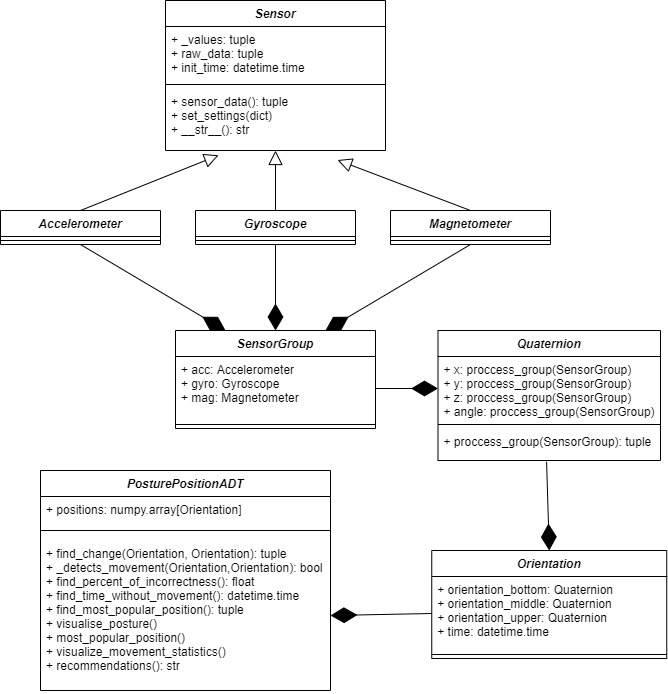 Sensor
+ _values: tuple
+ raw_data: tuple
+ init_time: datetime.time
+ sensor_data(): tuple
+ set_settings(dict)
+ __str__(): str
Accelerometer
Gyroscope
Magnetometer
SensorGroup
+ acc: Accelerometer
+ gyro: Gyroscope
+ mag: Magnetometer
Quaternion
+ x: proccess_group(SensorGroup)
+ y: proccess_group(SensorGroup)
+ z: proccess_group(SensorGroup)
+ angle: proccess_group(SensorGroup)
+ proccess_group(SensorGroup): tuple
PosturePositionADT
+ positions: numpy.array[Orientation]
+ find_change(Orientation, Orientation): tuple
+ _detects_movement(Orientation,Orientation): bool
+ find_percent_of_incorrectness(): float
+ find_time_without_movement(): datetime.time
+ find_most_popular_position(): tuple
+ visualise_posture()
+ most_popular_position()
+ visualize_movement_statistics()
+ recommendations(): str
Orientation
+ orientation_bottom: Quaternion
+ orientation_middle: Quaternion
+ orientation_upper: Quaternion
+ time: datetime.time